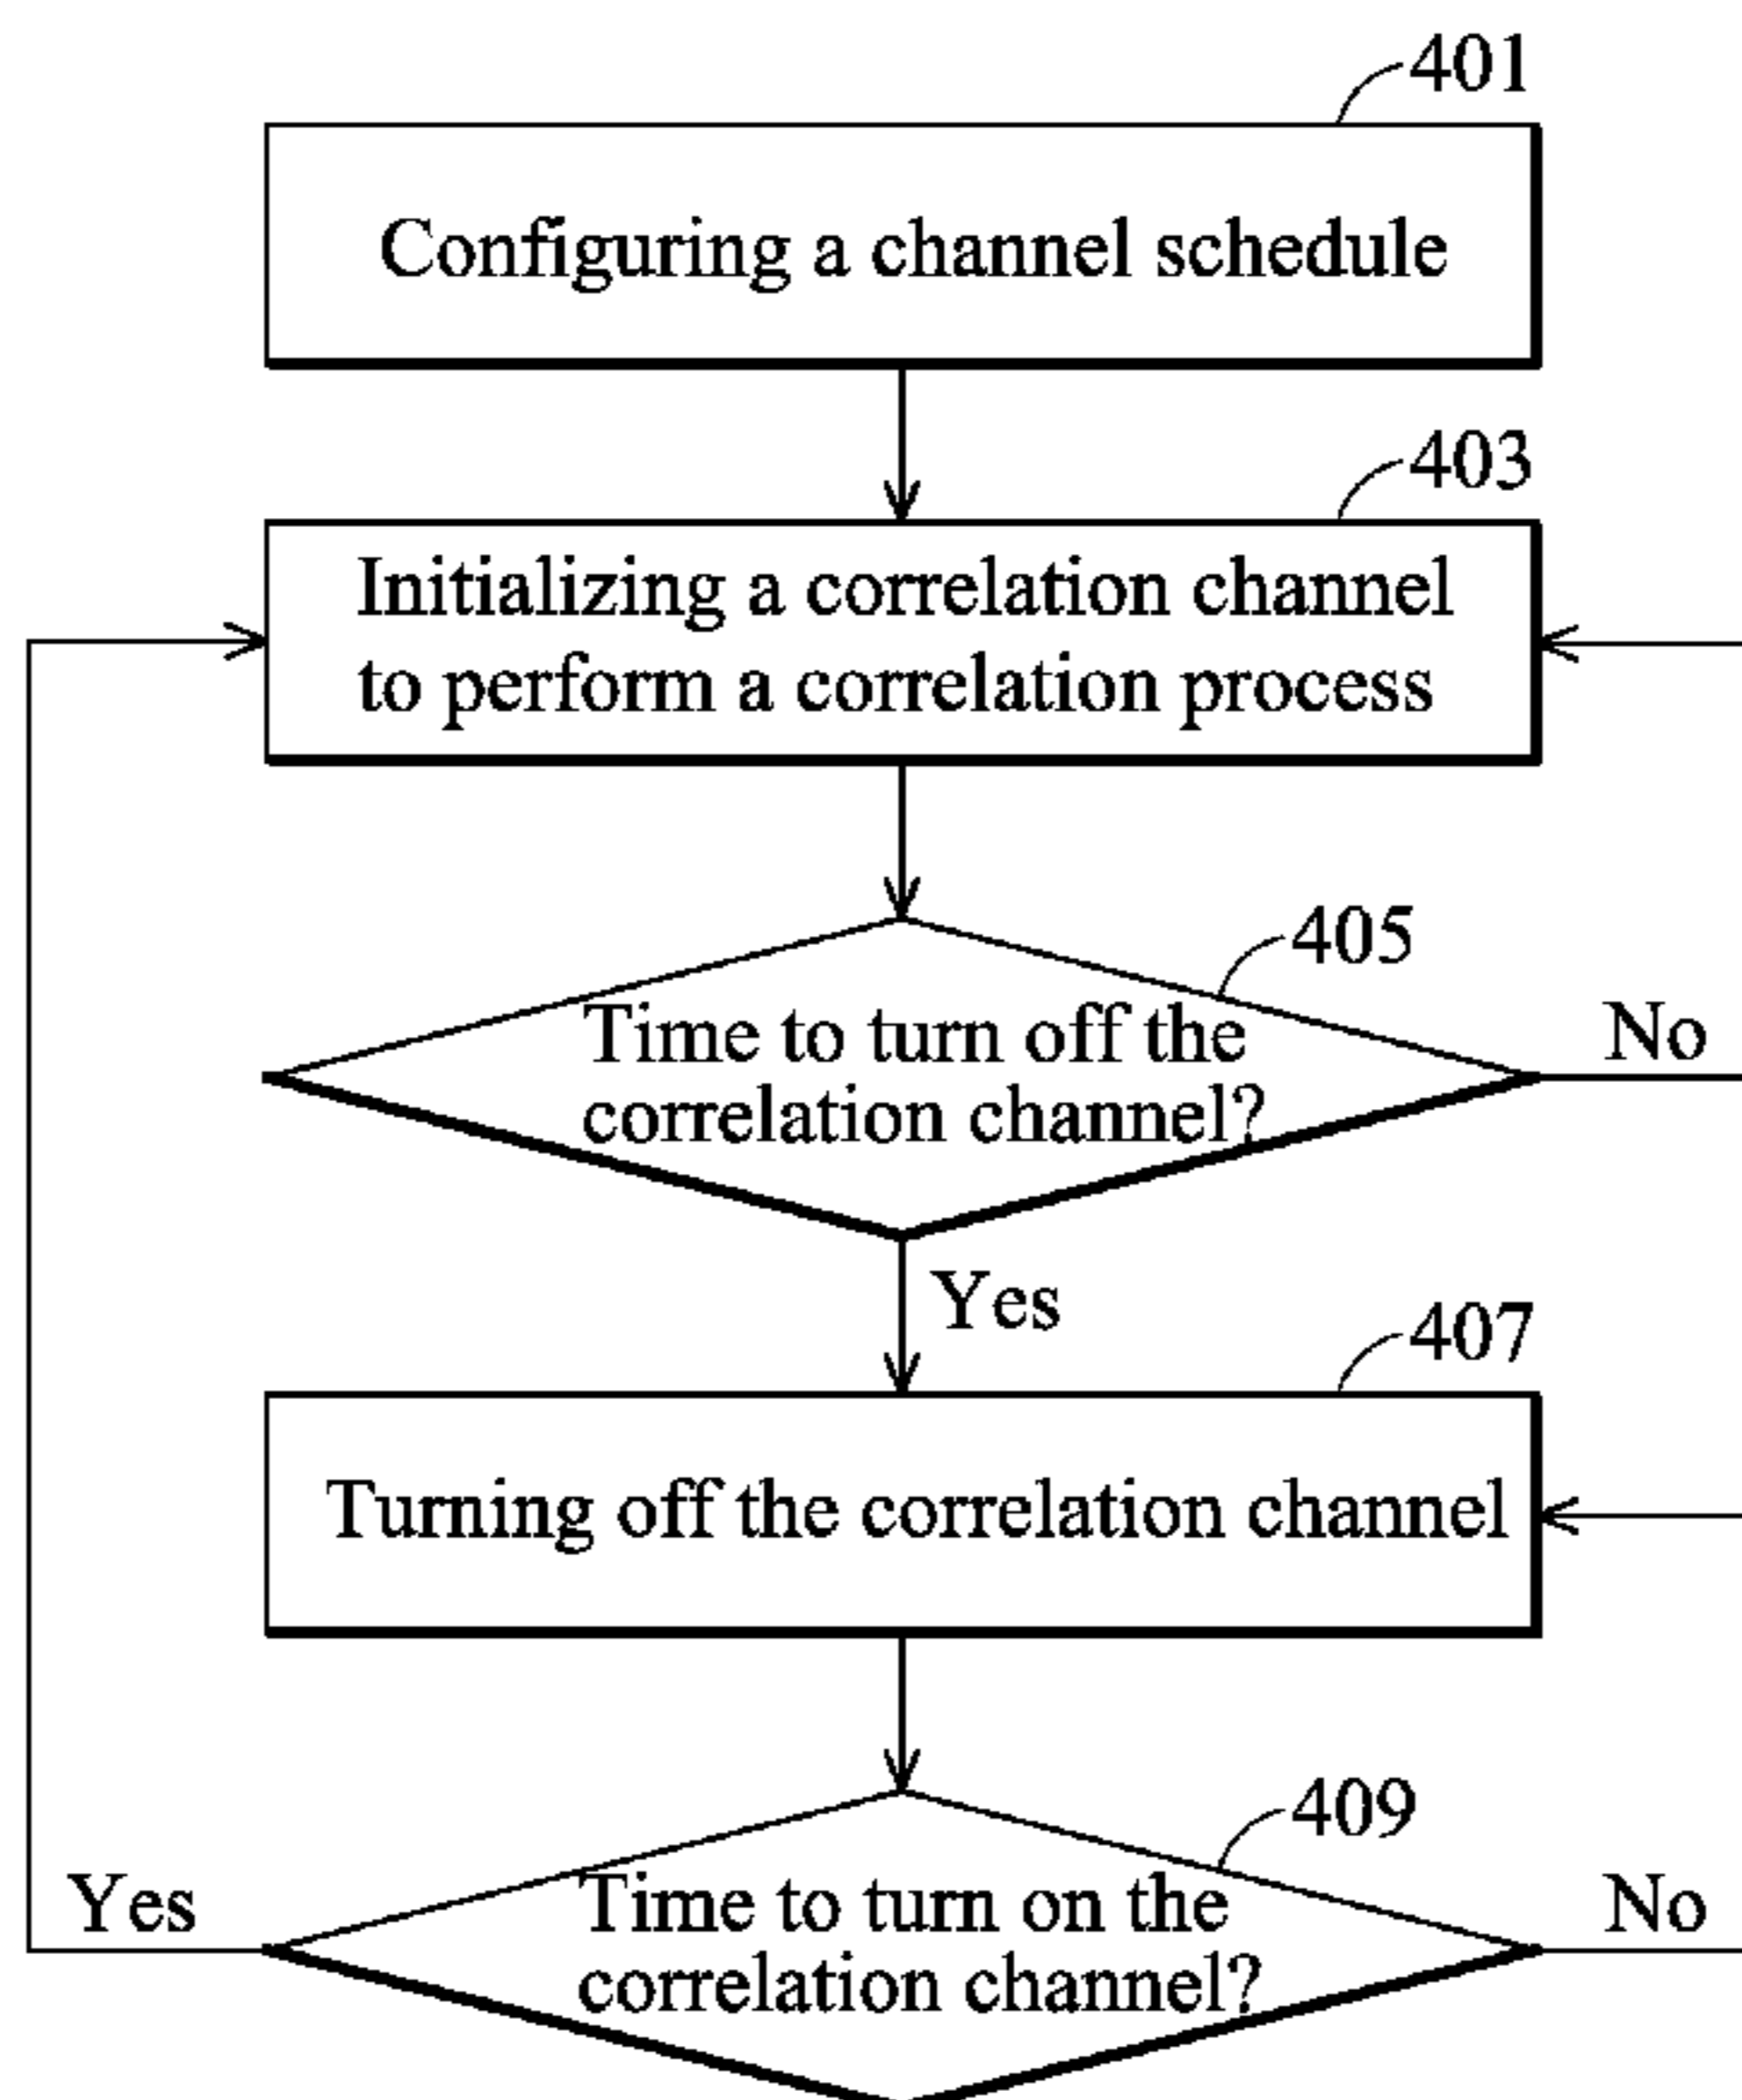 401
Configuring a channel schedule
403
Initializing a correlation channel
to perform a correlation process
405
Time to turn off the
correlation channel?
No
Yes
407
Turning off the correlation channel
409
Yes
Time to turn on the
correlation channel?
No